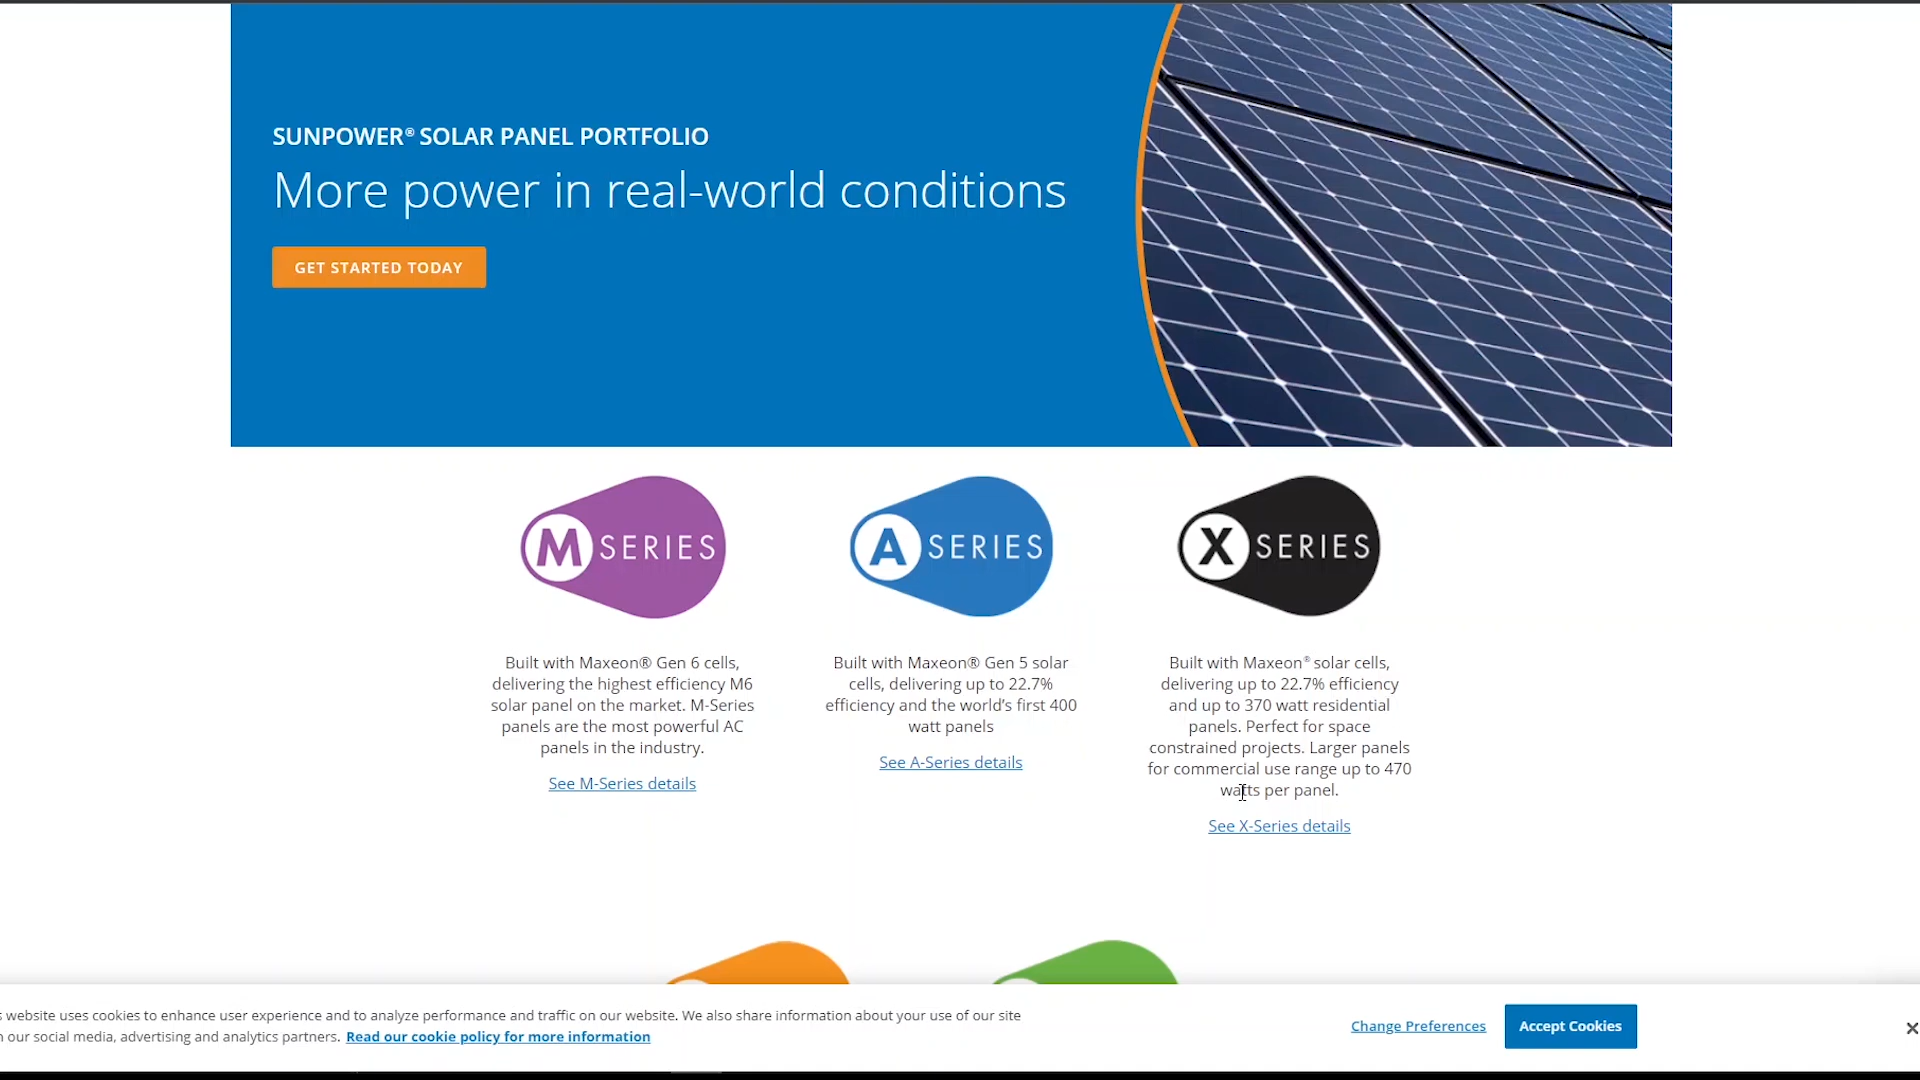 SUNPOWER® SOLAR PANEL PORTFOLIO
More power in real-world conditions
GET STARTED TODAY
M SERIES
A SERIES
X SERIES
Built with Maxeon® Gen 6 cells,
delivering the highest efficiency M6
solar panel on the market. M-Series
panels are the most powerful AC
panels in the industry.
See M-Series details
Built with Maxeon® Gen 5 solar
cells, delivering up to 22.7%
efficiency and the world's first 400
watt panels
See A-Series details
Built with Maxeon® solar cells,
delivering up to 22.7% efficiency
and up to 370 watt residential
panels. Perfect for space
constrained projects. Larger panels
for commercial use range up to 470
watts per panel.
See X-Series details
website uses cookies to enhance user experience and to analyze performance and traffic on our website. We also share information about your use of our site
our social media, advertising and analytics partners. Read our cookie policy for more information
Change Preferences
Accept Cookies